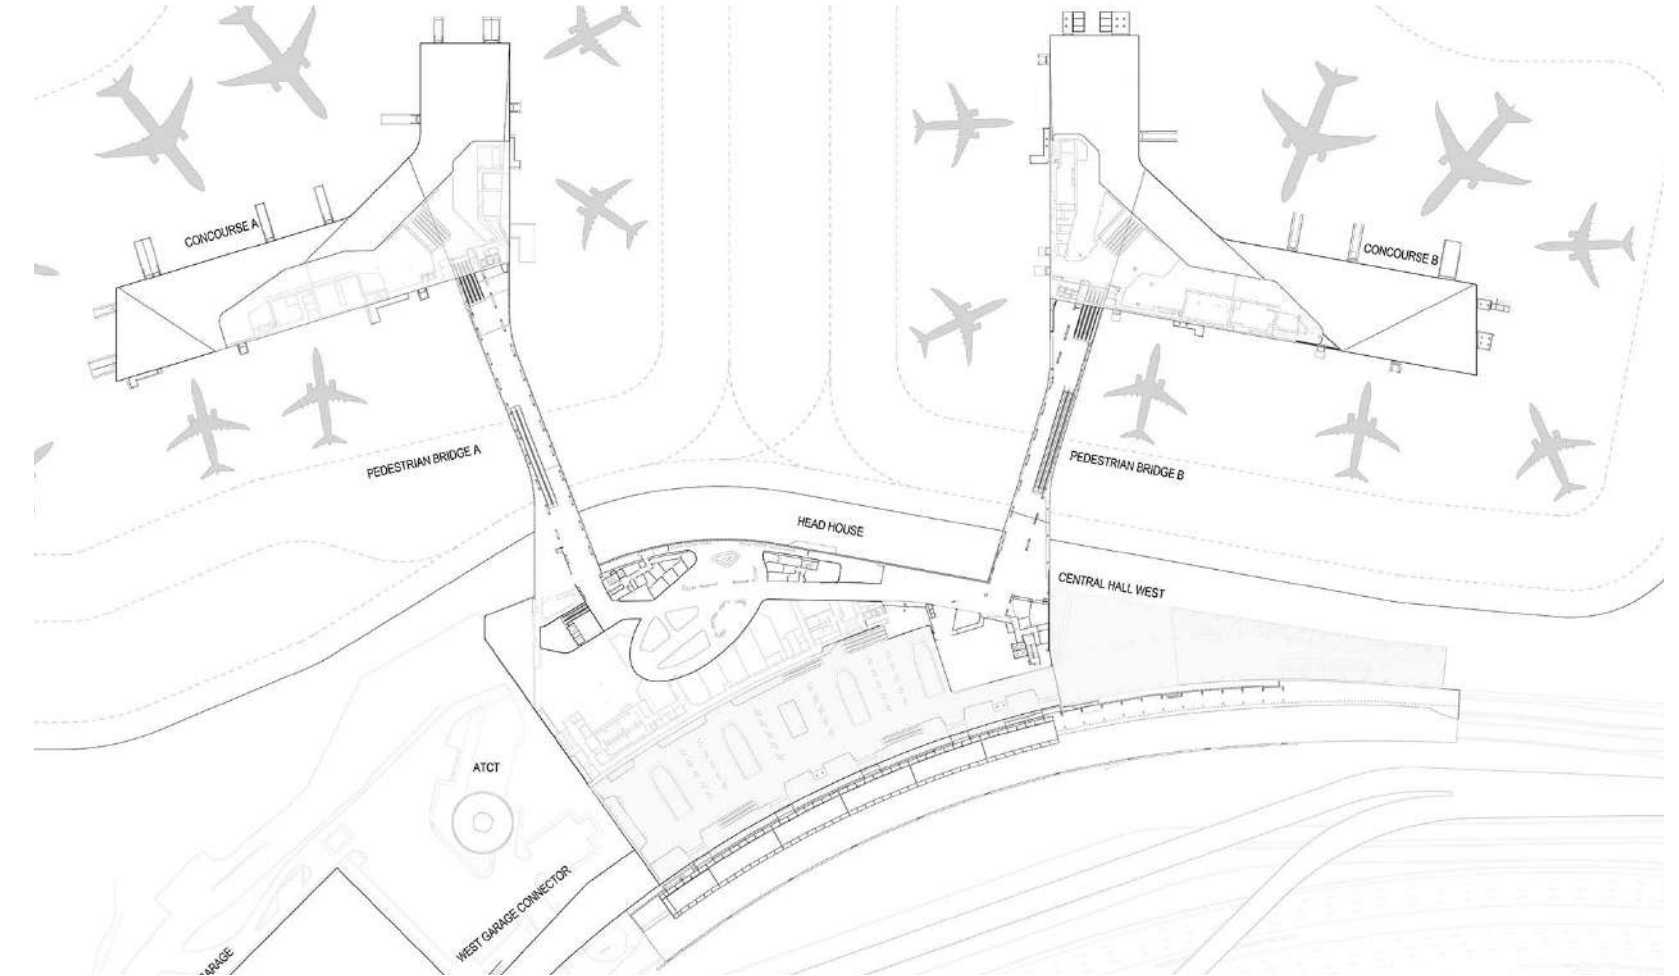 CONCOURSE A
CONCOURSE B
PEDESTRIAN BRIDGE A
PEDESTRIAN BRIDGE B
HEAD HOUSE
CENTRAL HALL WEST
ATCT
WEST GARAGE CONNECTOR